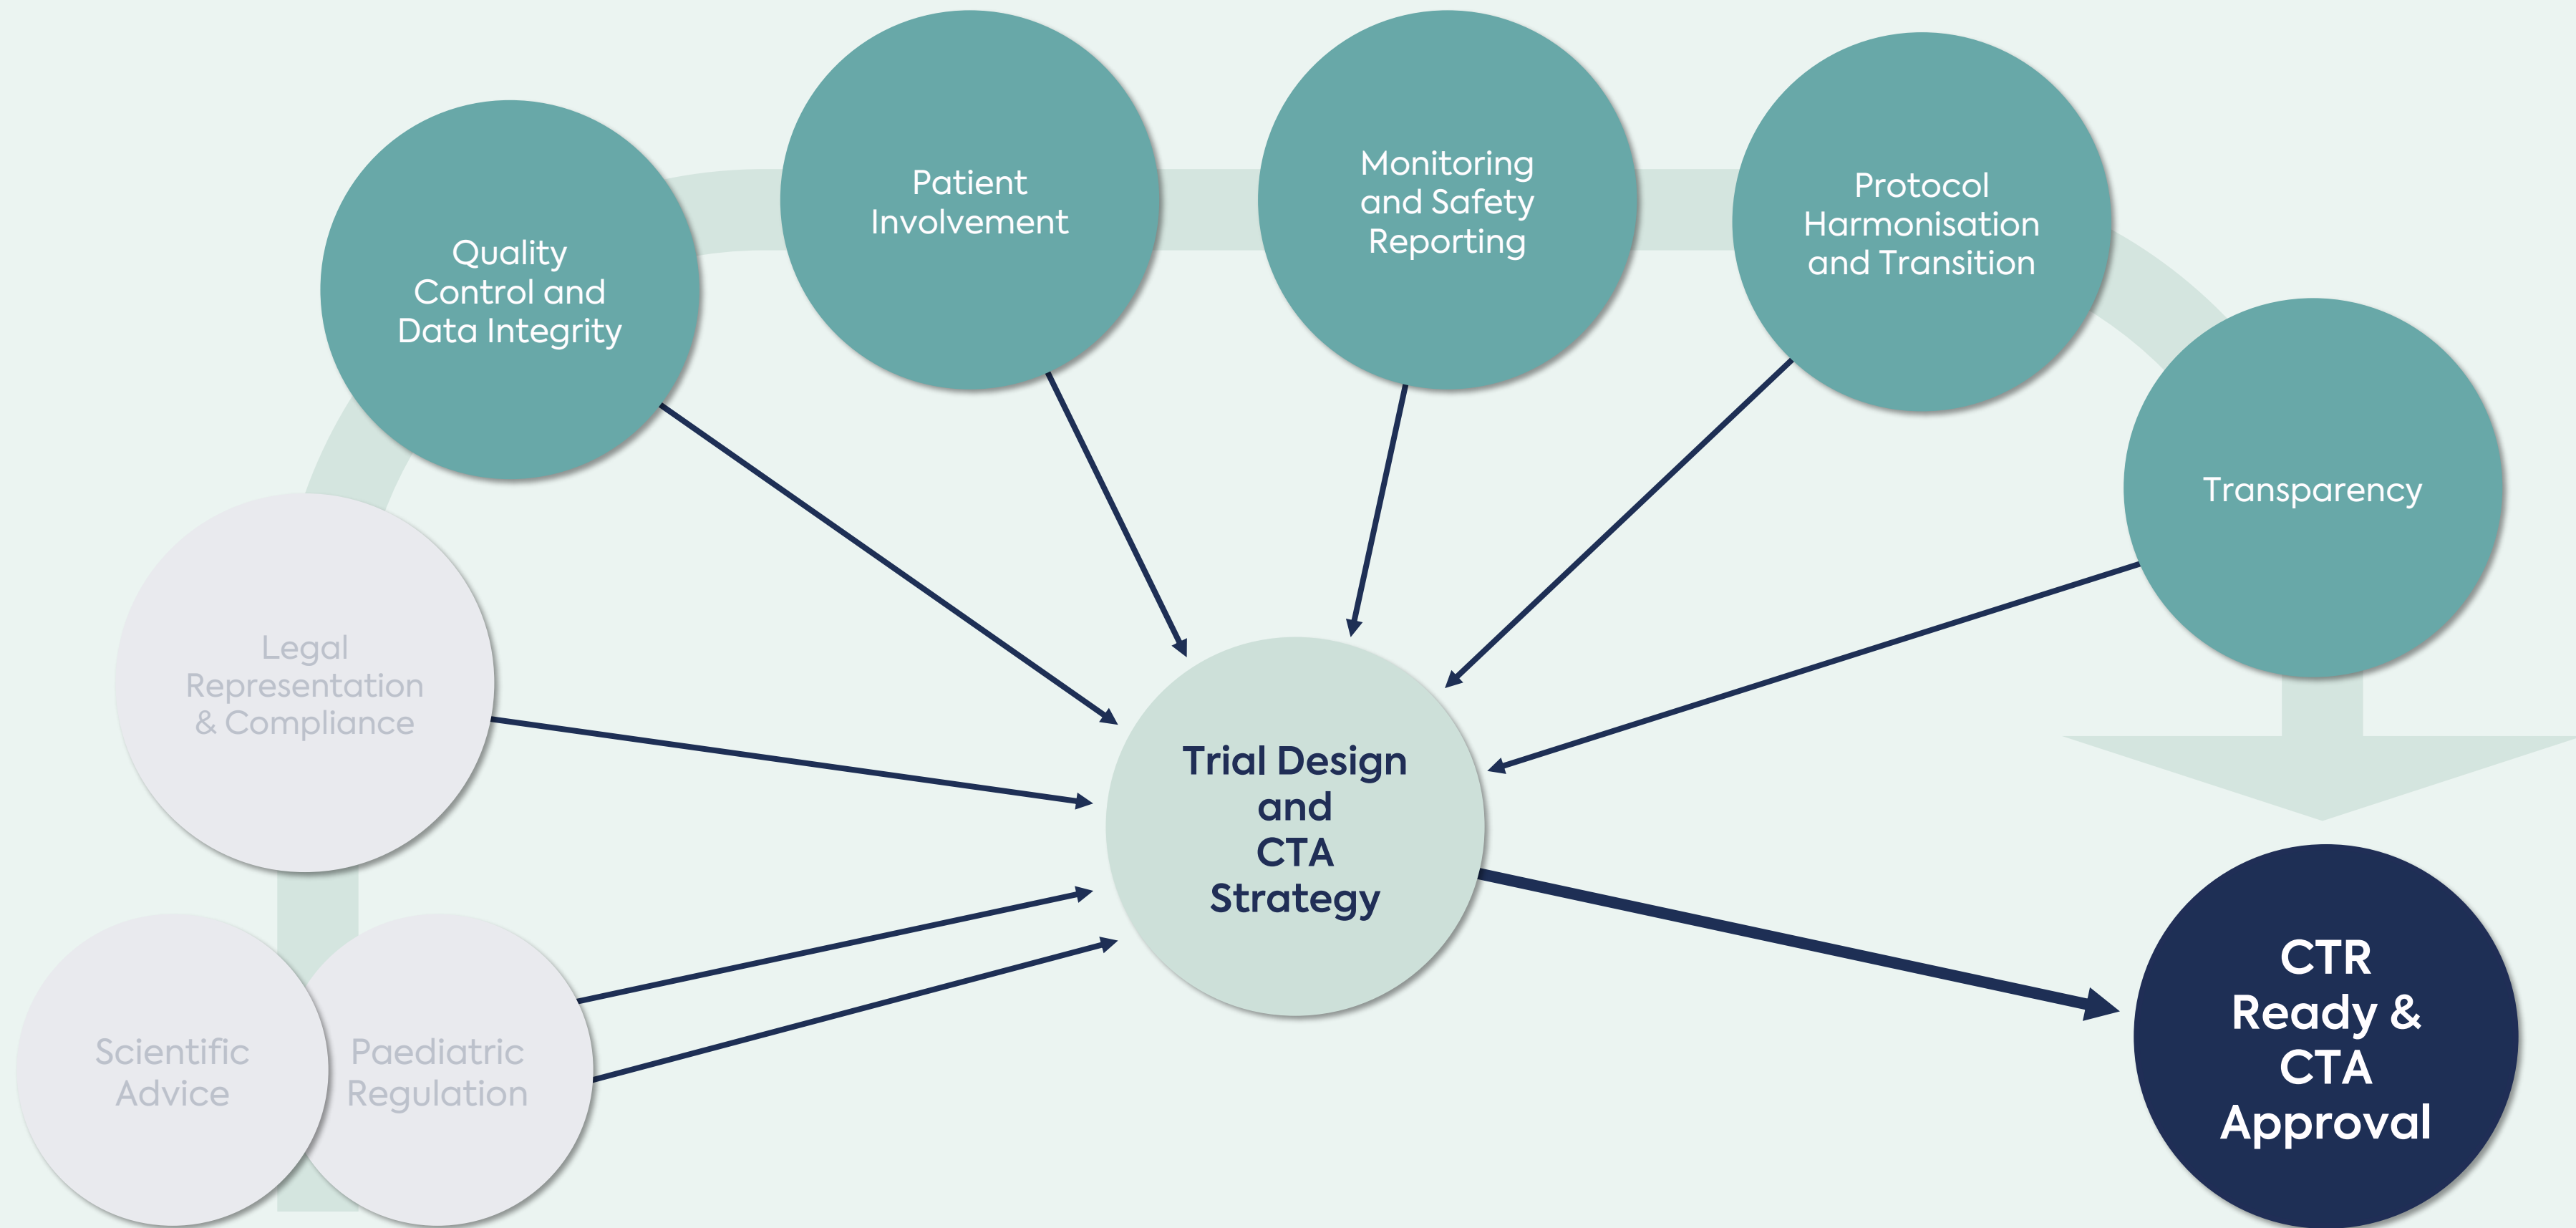 Quality
Control and
Data Integrity
Patient
Involvement
Monitoring
and Safety
Reporting
Protocol
Harmonisation
and Transition
Transparency
Legal
Representation
& Compliance
Scientific
Advice
Paediatric
Regulation
Trial Design
and
CTA
Strategy
CTR
Ready &
CTA
Approval